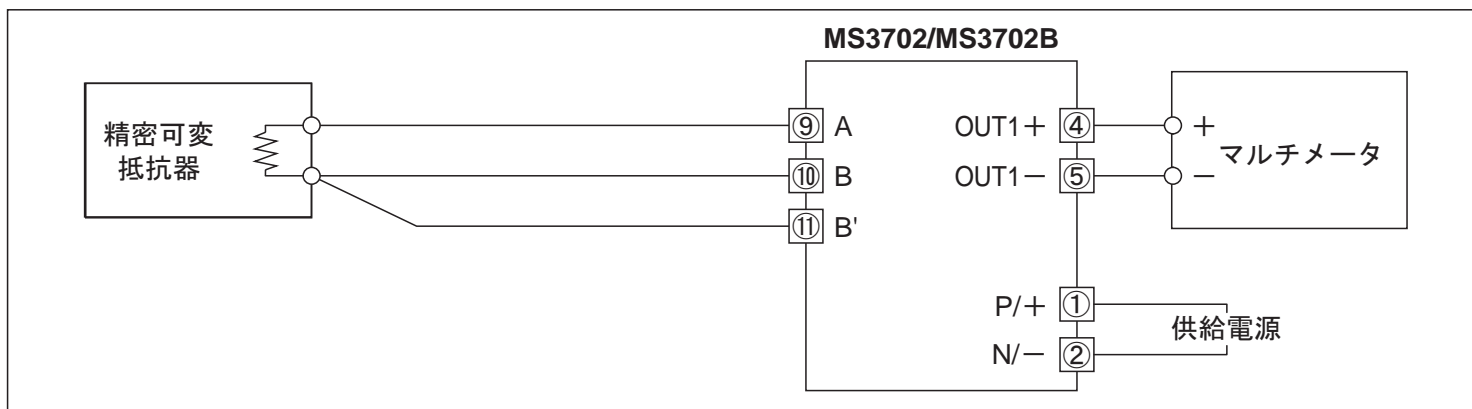 MS3702/MS3702B
精密可変
抵抗器
⑨ A
⑩ B
⑪ B'
OUT1＋ ④
OUT1－ ⑤
＋
マルチメータ
－
P/＋ ①
N/－ ②
供給電源